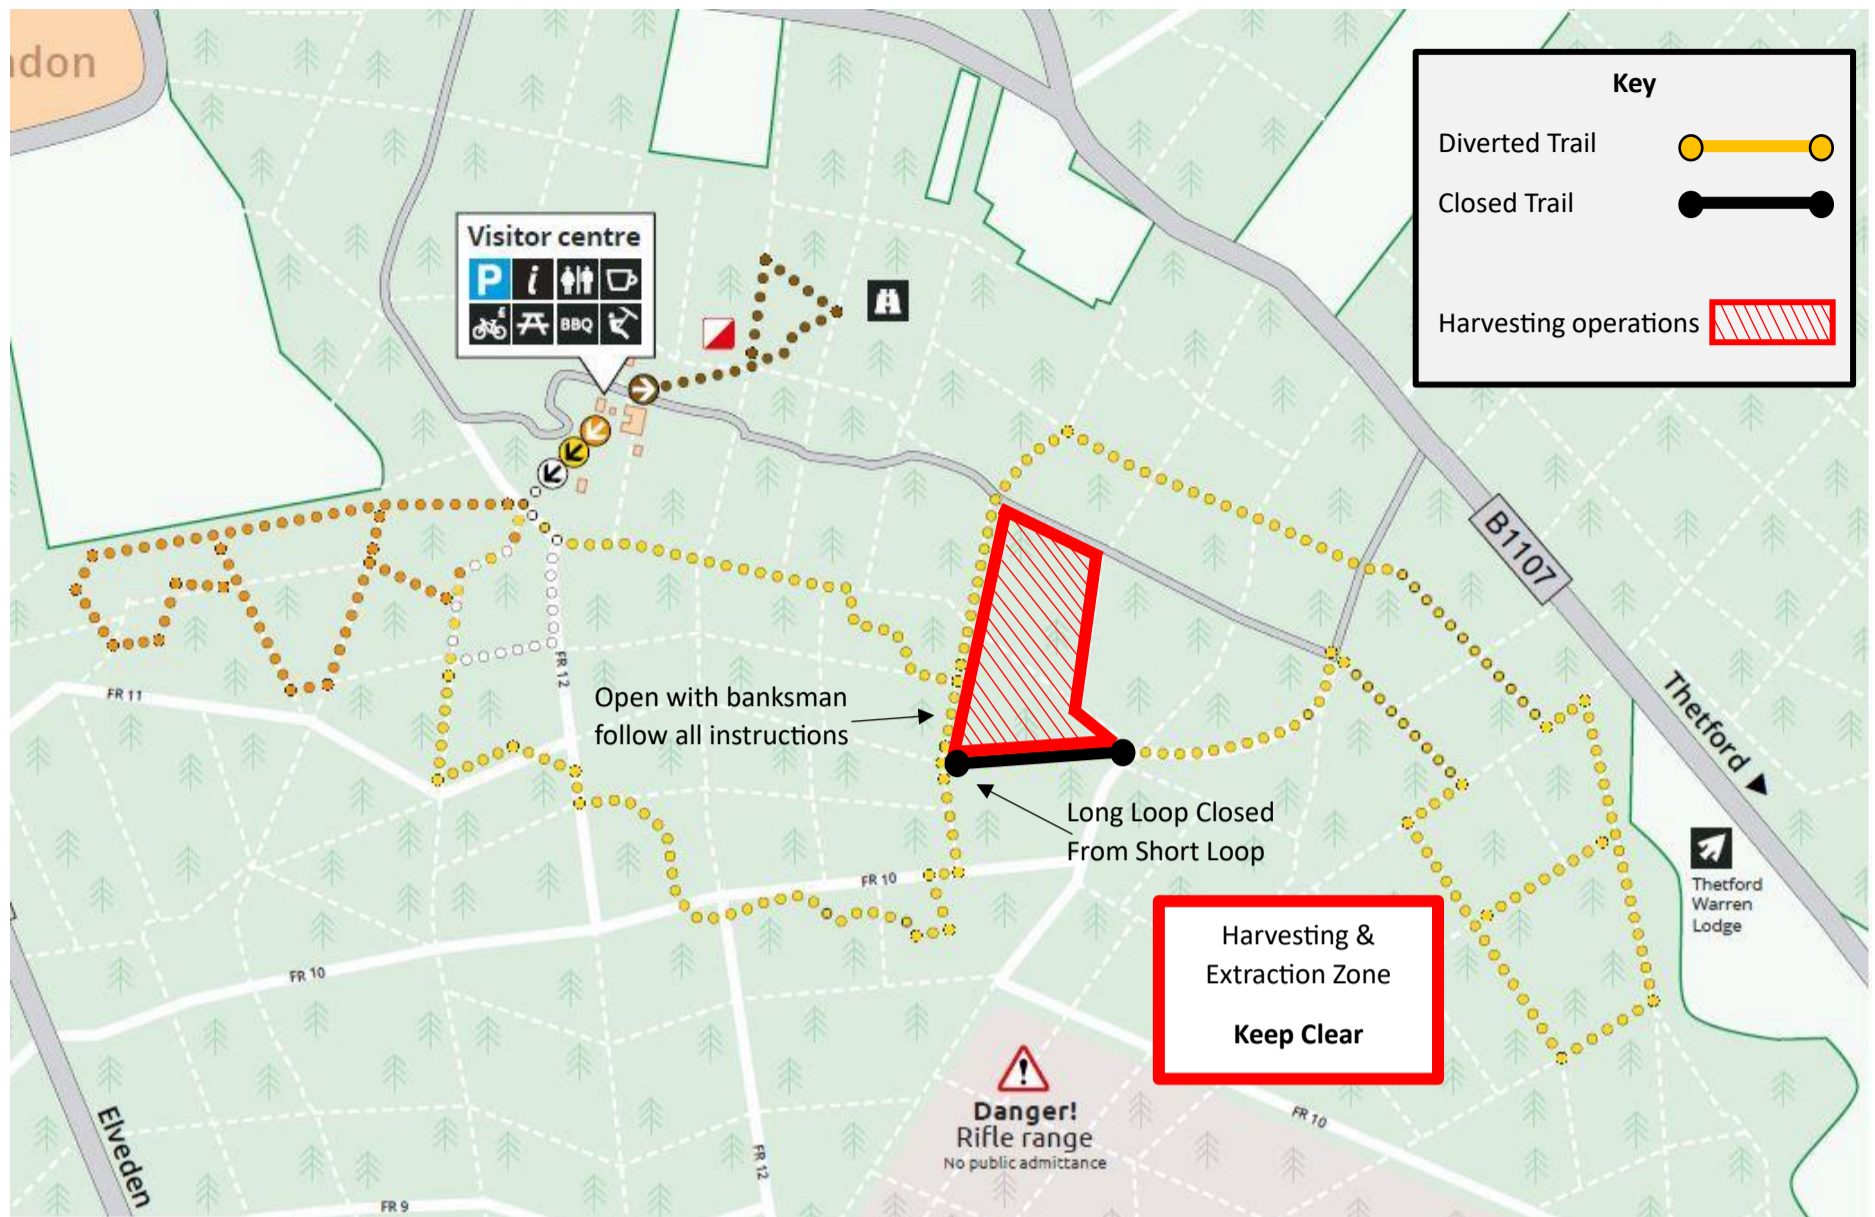 ndon
Visitor centre
P i
£
BBQ
Key
Diverted Trail
Closed Trail
Harvesting operations
B1107
Thetford
FR 11
FR 12
Open with banksman
follow all instructions
Long Loop Closed
From Short Loop
FR 10
Thetford
Warren
Lodge
Harvesting &
Extraction Zone
Keep Clear
FR 10
Danger!
Rifle range
No public admittance
FR 10
Elveden
FR 12
FR 9